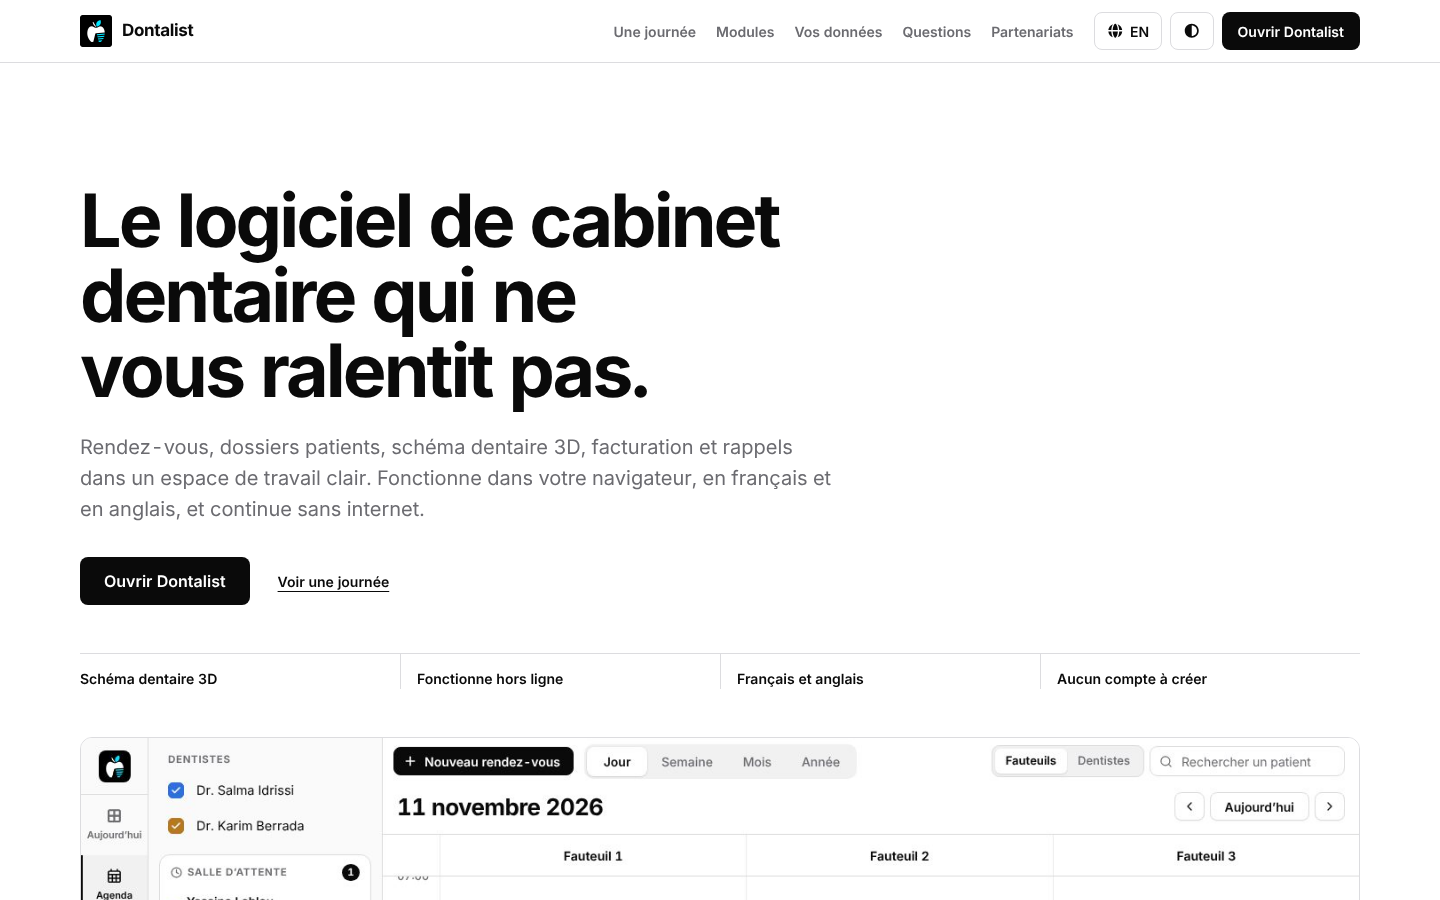 Dontalist
Une journée
Modules
Vos données
Questions
Partenariats
EN
Ouvrir Dontalist
Le logiciel de cabinet
dentaire qui ne
vous ralentit pas.
Rendez-vous, dossiers patients, schéma dentaire 3D, facturation et rappels
dans un espace de travail clair. Fonctionne dans votre navigateur, en français et
en anglais, et continue sans internet.
Ouvrir Dontalist
Voir une journée
Schéma dentaire 3D
Fonctionne hors ligne
Français et anglais
Aucun compte à créer
Aujourd'hui
Agenda
DENTISTES
Dr. Salma Idrissi
Dr. Karim Berrada
SALLE D'ATTENTE
1
+ Nouveau rendez-vous
Jour
Semaine
Mois
Année
Fauteuils
Dentistes
Rechercher un patient
11 novembre 2026
Aujourd'hui
Fauteuil 1
Fauteuil 2
Fauteuil 3